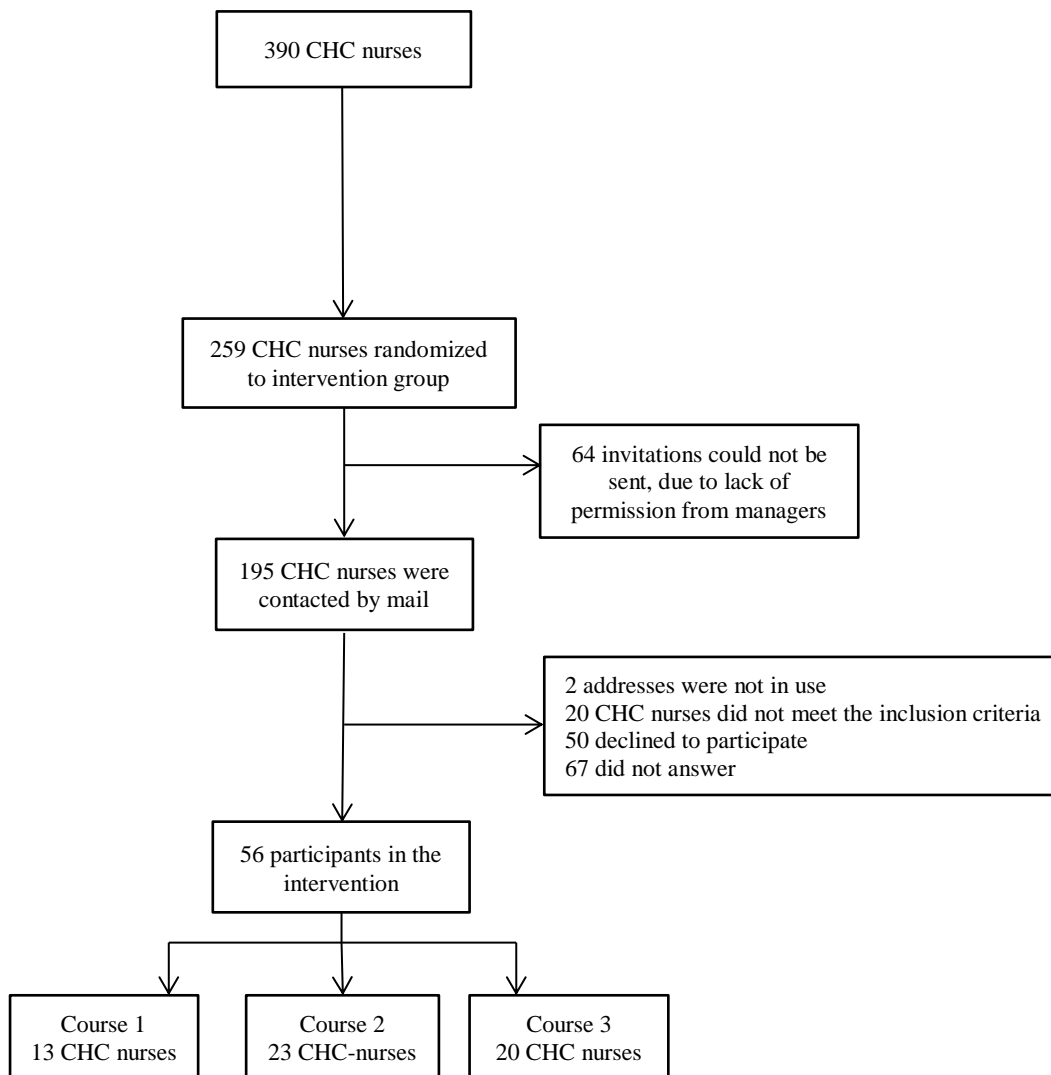 390 CHC nurses
259 CHC nurses randomized
to intervention group
64 invitations could not be
sent, due to lack of
permission from managers
195 CHC nurses were
contacted by mail
2 addresses were not in use
20 CHC nurses did not meet the inclusion criteria
50 declined to participate
67 did not answer
56 participants in the
intervention
Course 1
13 CHC nurses
Course 2
23 CHC-nurses
Course 3
20 CHC nurses